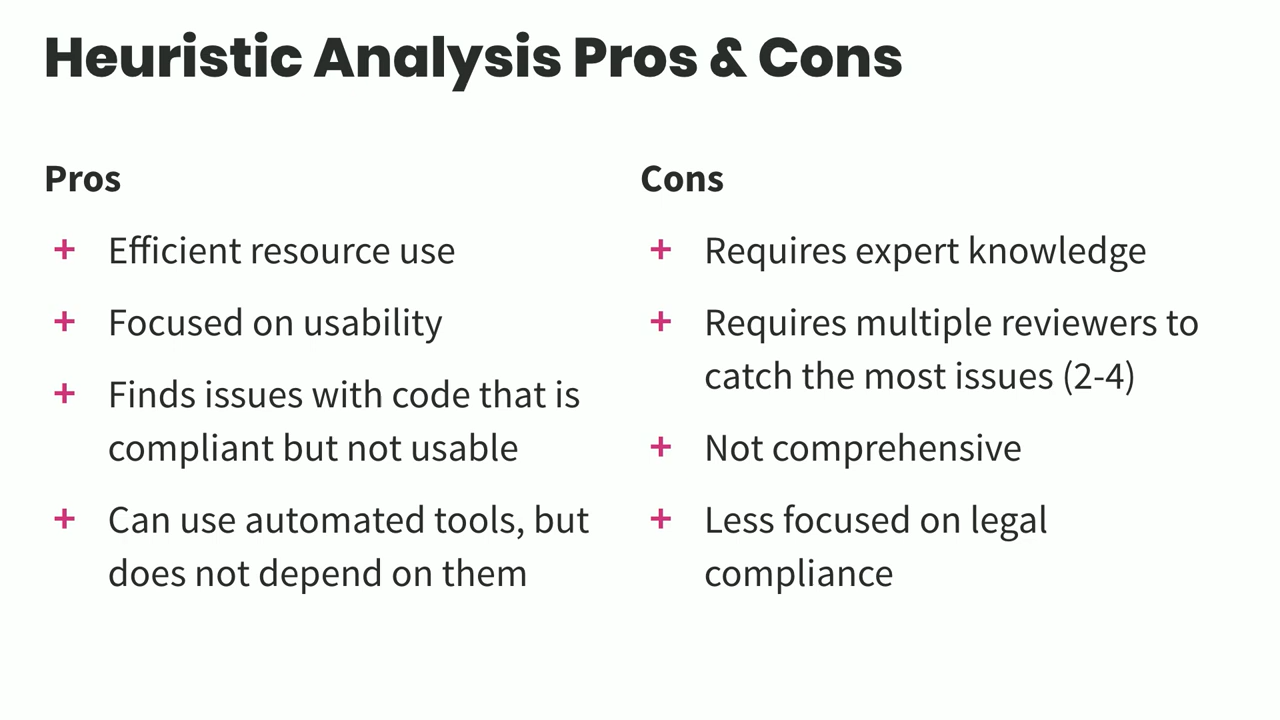 Heuristic Analysis Pros & Cons
Pros
+ Efficient resource use
+ Focused on usability
+ Finds issues with code that is
compliant but not usable
+ Can use automated tools, but
does not depend on them
Cons
+ Requires expert knowledge
+ Requires multiple reviewers to
catch the most issues (2-4)
+ Not comprehensive
+ Less focused on legal
compliance